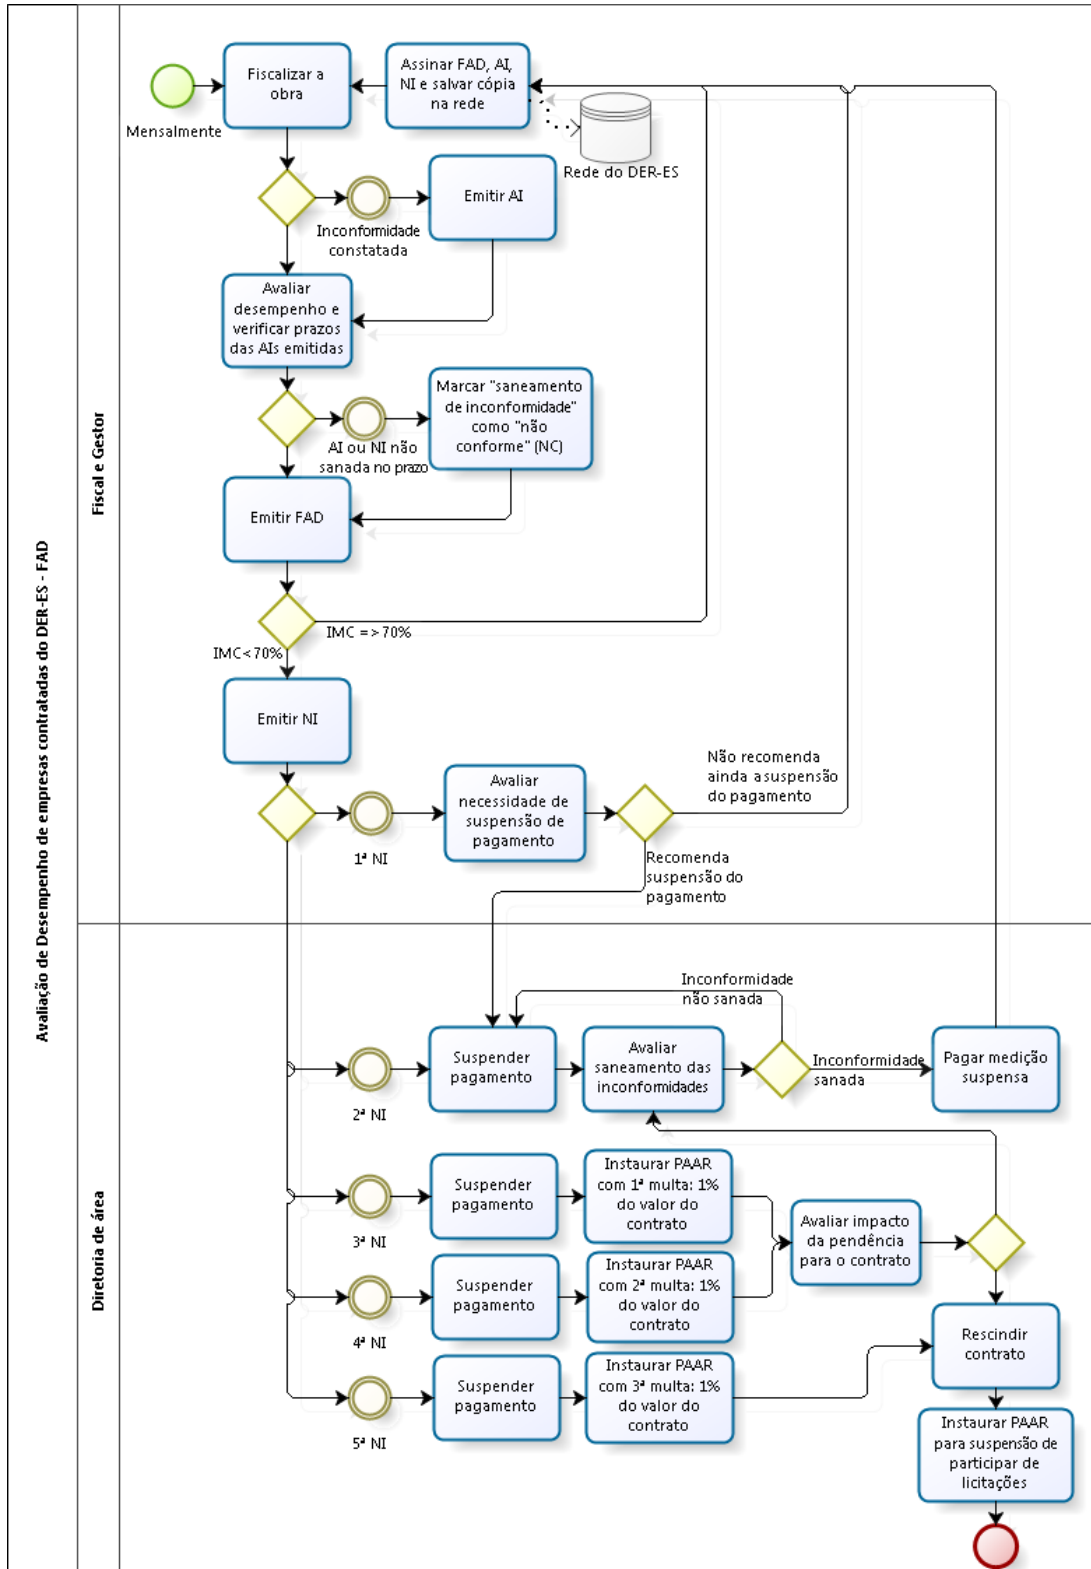 Avaliação de Desempenho de empresas contratadas do DER-ES - FAD
Fiscal e Gestor
Mensalmente
Fiscalizar a
obra
Assinar FAD, AI,
NI e salvar cópia
na rede
Rede do DER-ES
Inconformidade
constatada
Emitir AI
Avaliar
desempenho e
verificar prazos
das AIs emitidas
AI ou NI não
sanada no prazo
Marcar "saneamento
de inconformidade"
como "não
conforme" (NC)
Emitir FAD
IMC =>70%
IMC<70%
Emitir NI
1ª NI
Avaliar
necessidade de
suspensão de
pagamento
Não recomenda
ainda a suspensão
do pagamento
Recomenda
suspensão do
pagamento
Diretoria de área
2ª NI
Suspender
pagamento
Avaliar
saneamento das
inconformidades
Inconformidade
não sanada
Inconformidade
sanada
Pagar medição
suspensa
3ª NI
Suspender
pagamento
Instaurar PAAR
com 1ª multa: 1%
do valor do
contrato
Avaliar impacto
da pendência
para o contrato
4ª NI
Suspender
pagamento
Instaurar PAAR
com 2ª multa: 1%
do valor do
contrato
Rescindir
contrato
5ª NI
Suspender
pagamento
Instaurar PAAR
com 3ª multa: 1%
do valor do
contrato
Instaurar PAAR
para suspensão de
participar de
licitações